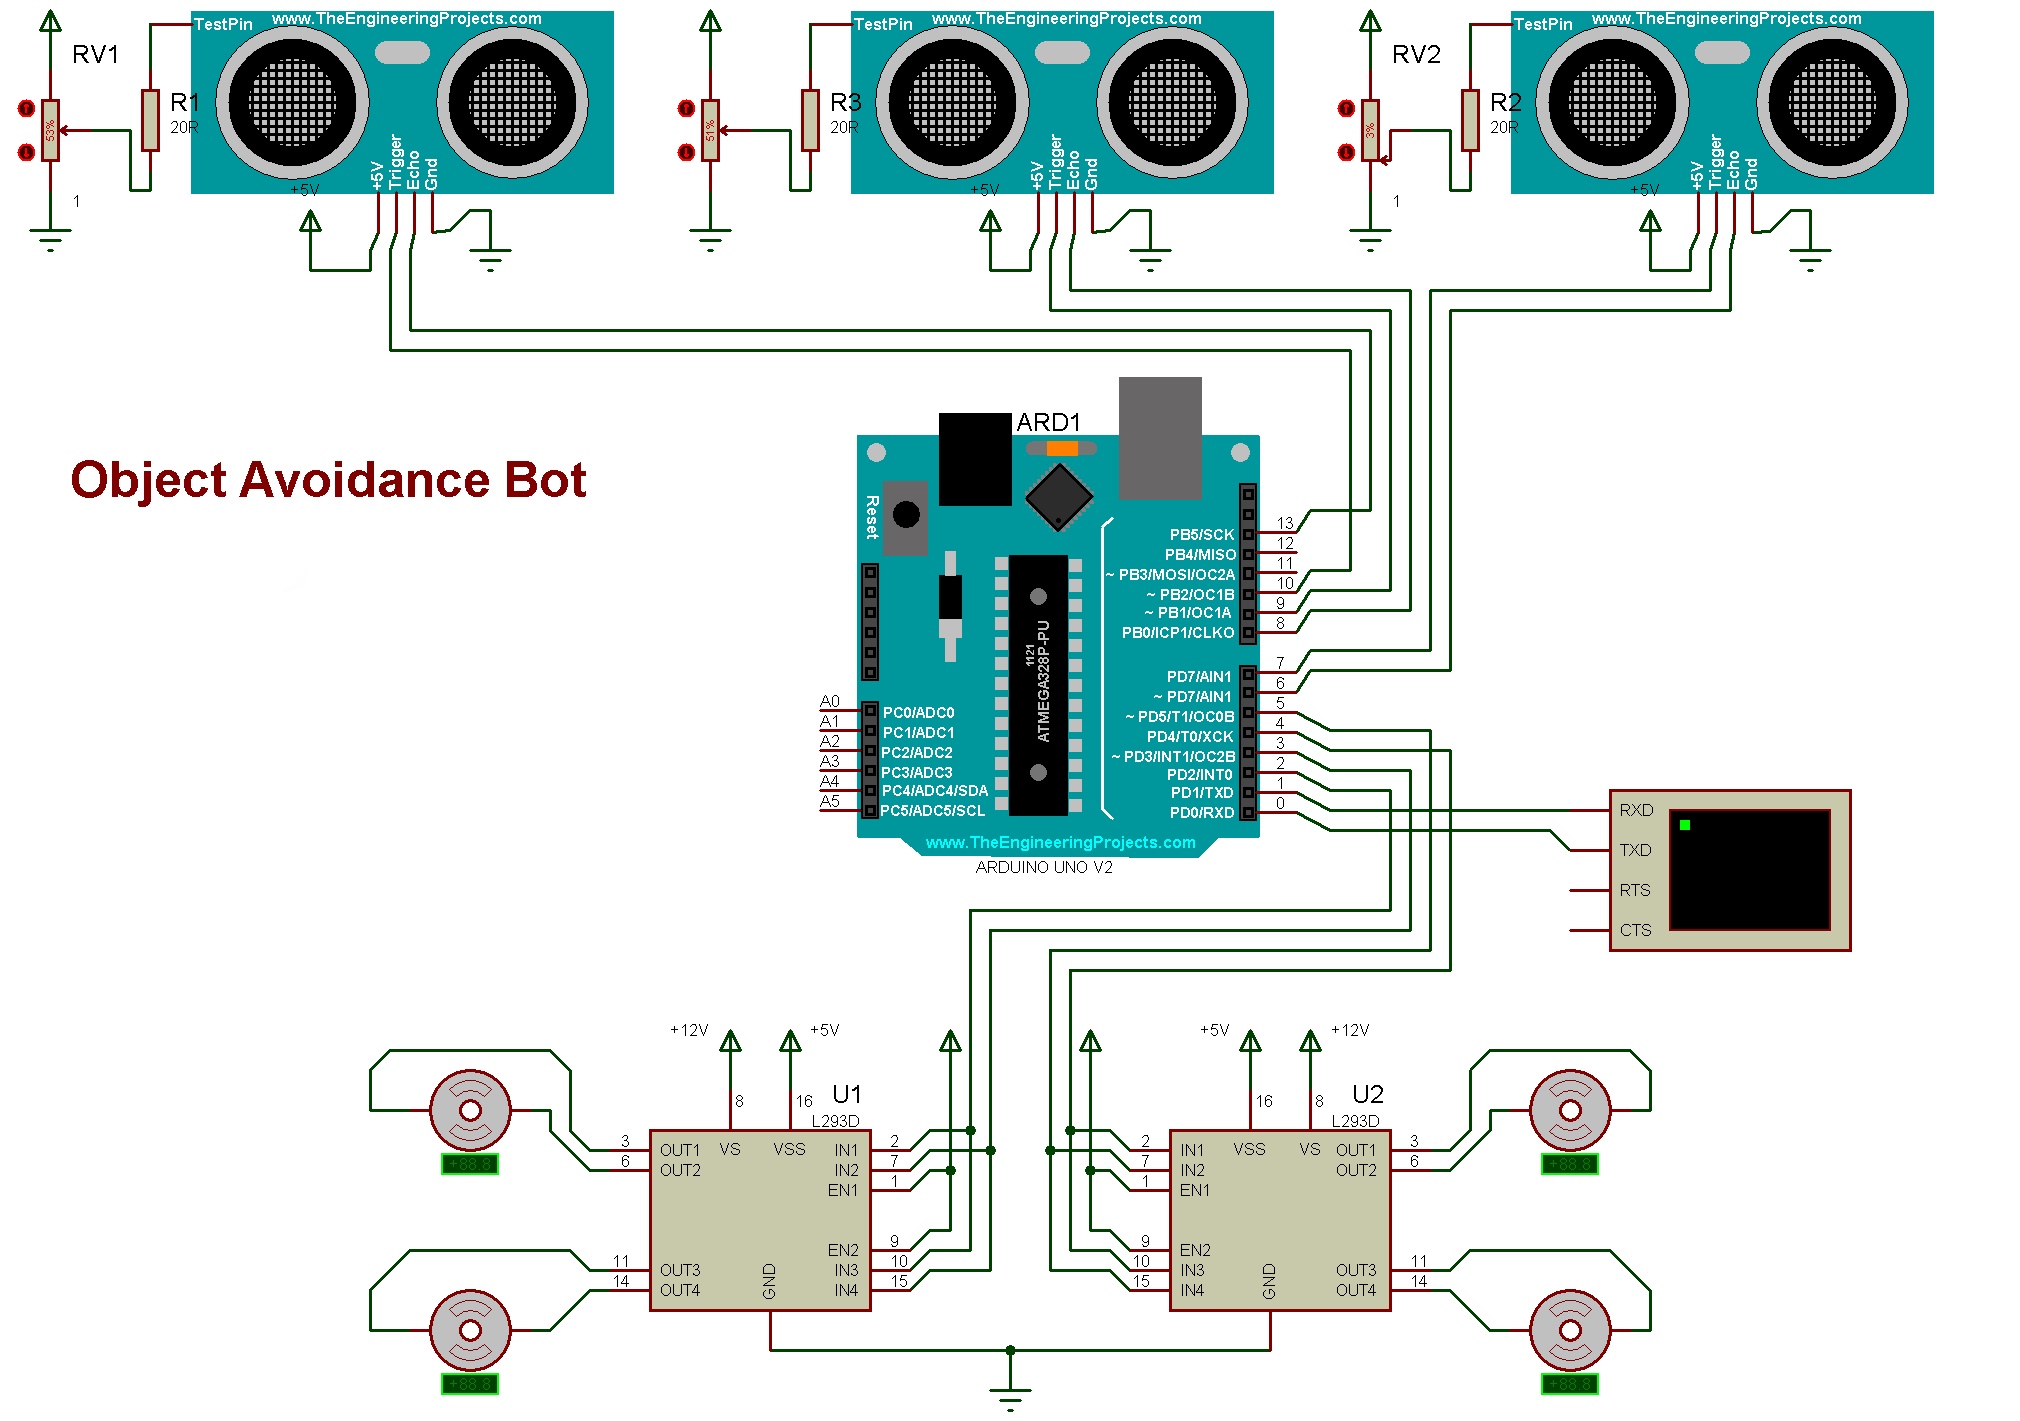 RV1
53%
1
R1
20R
TestPin
www.TheEngineeringProjects.com
+5V
Trigger
Echo
Gnd
+5V
51%
R3
20R
TestPin
www.TheEngineeringProjects.com
+5V
Trigger
Echo
Gnd
+5V
RV2
3%
1
R2
20R
TestPin
www.TheEngineeringProjects.com
+5V
Trigger
Echo
Gnd
+5V
Object Avoidance Bot
ARD1
Reset
1121
ATMEGA328P-PU
PB5/SCK 13
PB4/MISO 12
~ PB3/MOSI/OC2A 11
~ PB2/OC1B 10
~ PB1/OC1A 9
PB0/ICP1/CLKO 8
PD7/AIN1 7
~ PD7/AIN1 6
~ PD5/T1/OC0B 5
PD4/T0/XCK 4
~ PD3/INT1/OC2B 3
PD2/INT0 2
PD1/TXD 1
PD0/RXD 0
A0 PC0/ADC0
A1 PC1/ADC1
A2 PC2/ADC2
A3 PC3/ADC3
A4 PC4/ADC4/SDA
A5 PC5/ADC5/SCL
www.TheEngineeringProjects.com
ARDUINO UNO V2
RXD
TXD
RTS
CTS
+12V
+5V
8
16
U1
L293D
VS
VSS
3 OUT1
6 OUT2
11 OUT3
14 OUT4
GND
IN1 2
IN2 7
EN1 1
EN2 9
IN3 10
IN4 15
+88.8
+88.8
+5V
+12V
16
8
U2
L293D
VSS
VS
2 IN1
7 IN2
1 EN1
9 EN2
10 IN3
15 IN4
GND
OUT1 3
OUT2 6
OUT3 11
OUT4 14
+88.8
+88.8